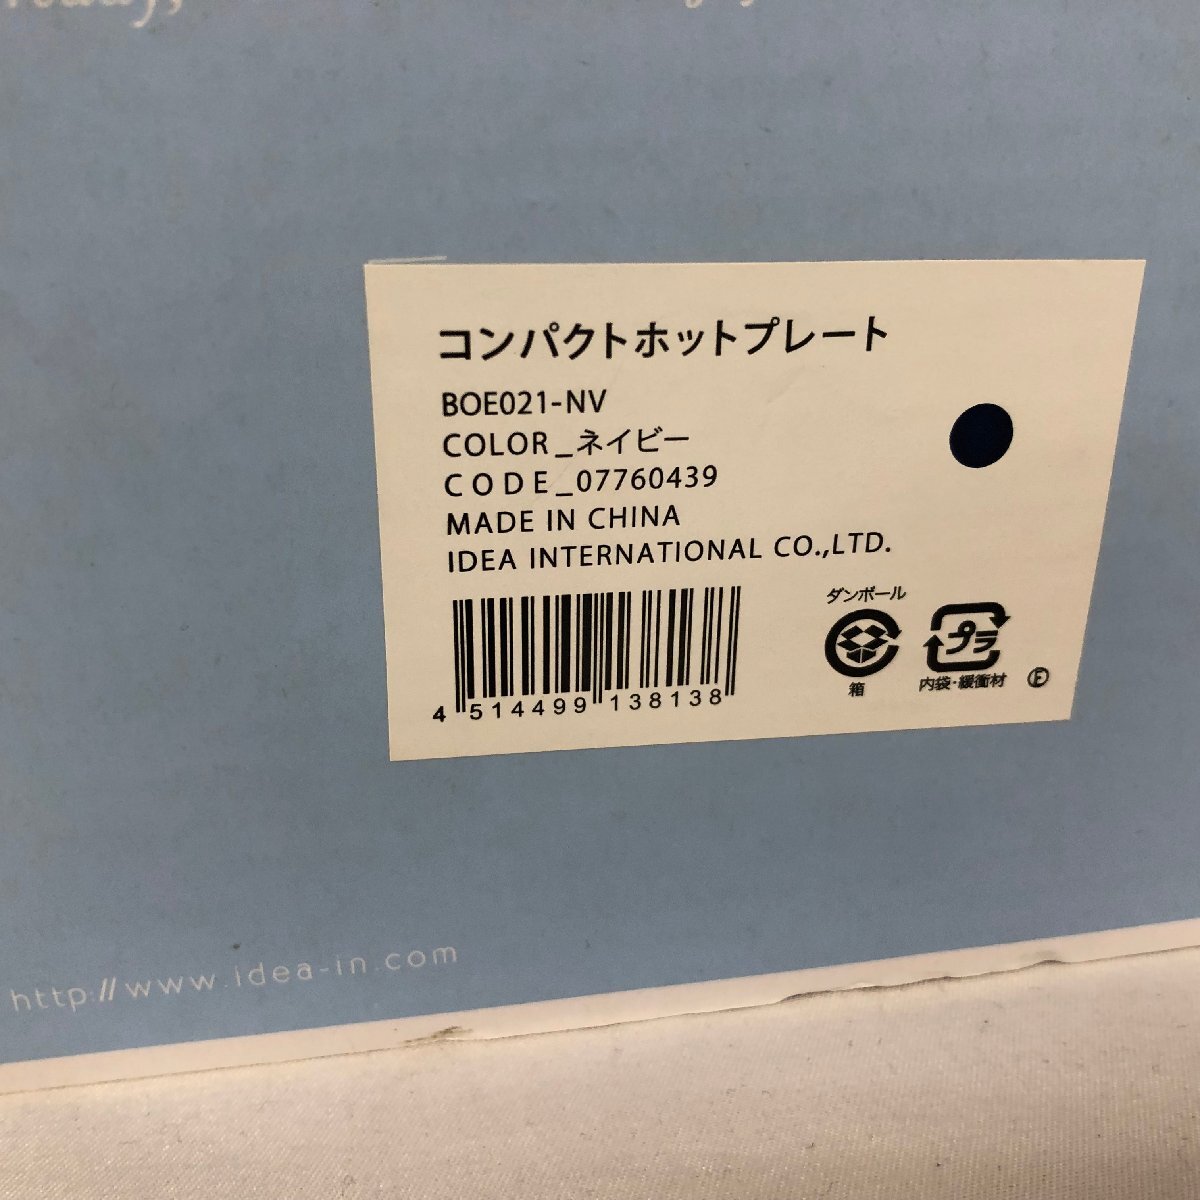 コンパクトホットプレート
BOE021-NV
COLOR_ネイビー
CODE_07760439
MADE IN CHINA
IDEA INTERNATIONAL CO.,LTD.
4 514499 138138
ダンボール
箱
プラ
内袋・緩衝材
F
http://www.idea-in.com